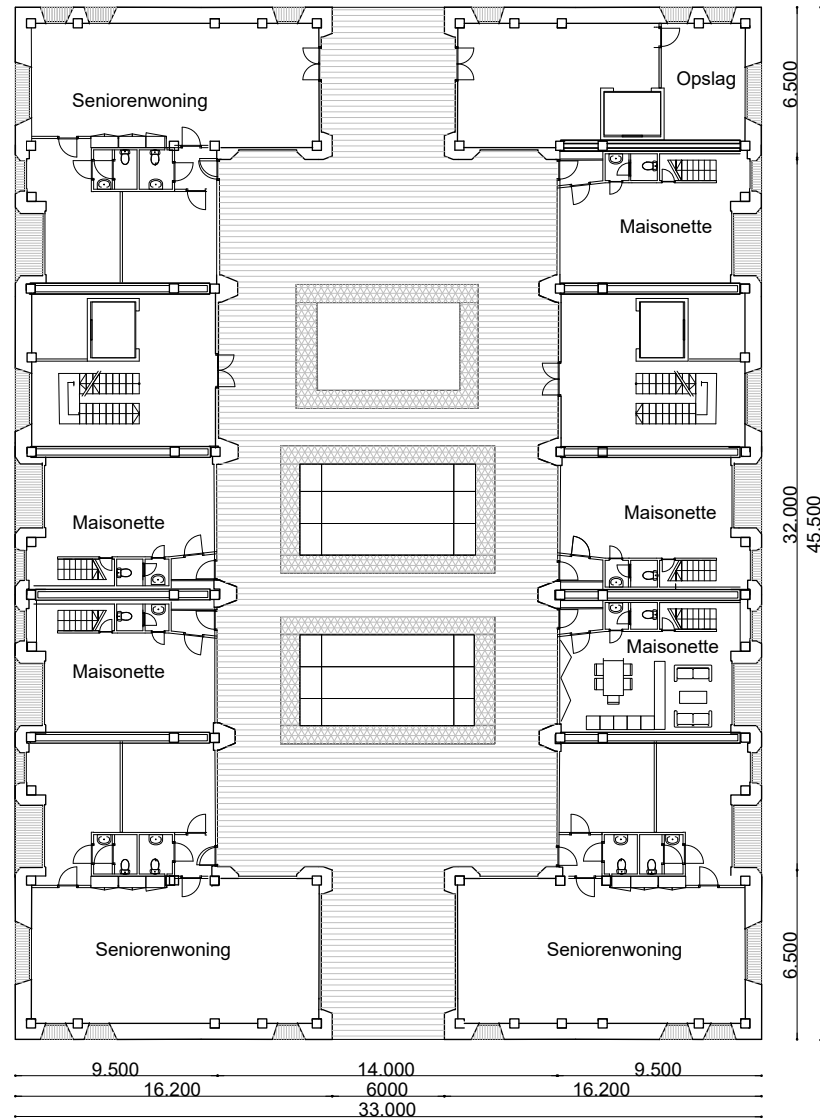 Seniorenwoning
Opslag
6.500
Maisonette
32.000
45.500
Maisonette
Maisonette
Maisonette
Maisonette
Seniorenwoning
Seniorenwoning
6.500
9.500
14.000
9.500
16.200
6000
16.200
33.000